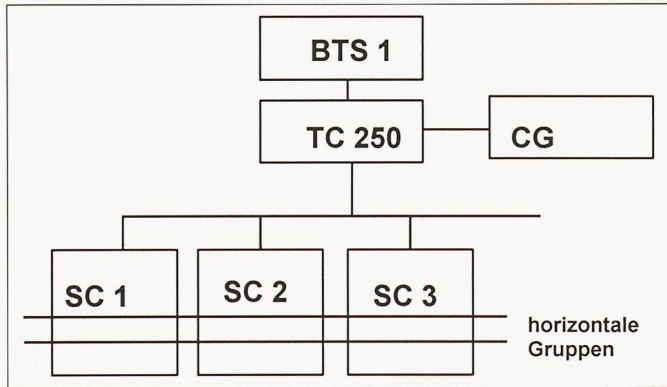 BTS 1
TC 250
CG
SC 1
SC 2
SC 3
horizontale
Gruppen